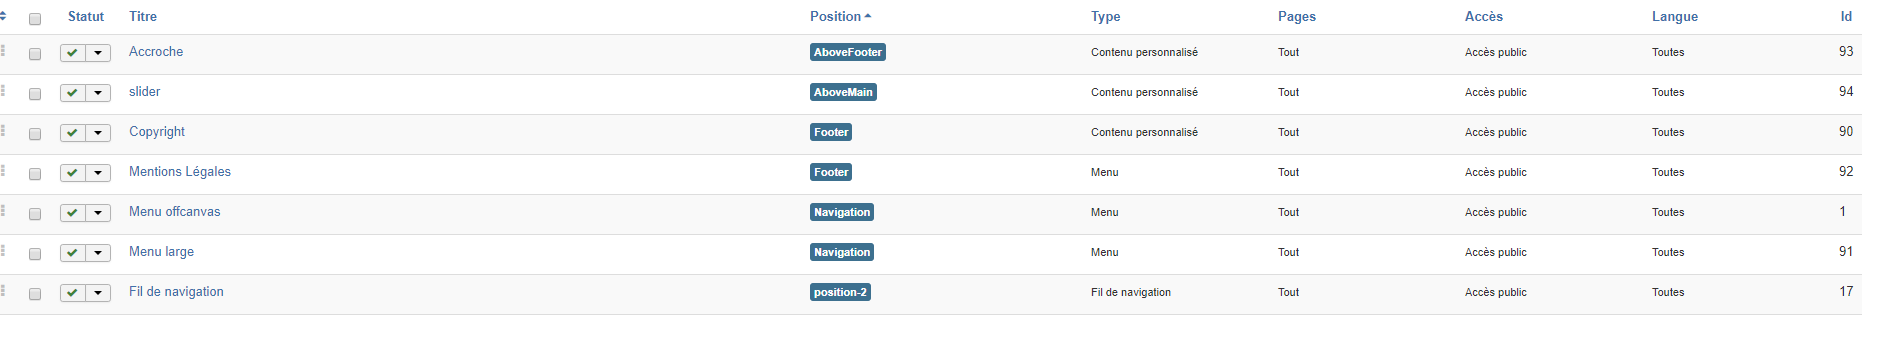 Statut Titre Position Type Pages Accès Langue Id
Accroche AboveFooter Contenu personnalisé Tout Accès public Toutes 93
slider AboveMain Contenu personnalisé Tout Accès public Toutes 94
Copyright Footer Contenu personnalisé Tout Accès public Toutes 90
Mentions Légales Footer Menu Tout Accès public Toutes 92
Menu offcanvas Navigation Menu Tout Accès public Toutes 1
Menu large Navigation Menu Tout Accès public Toutes 91
Fil de navigation position-2 Fil de navigation Tout Accès public Toutes 17